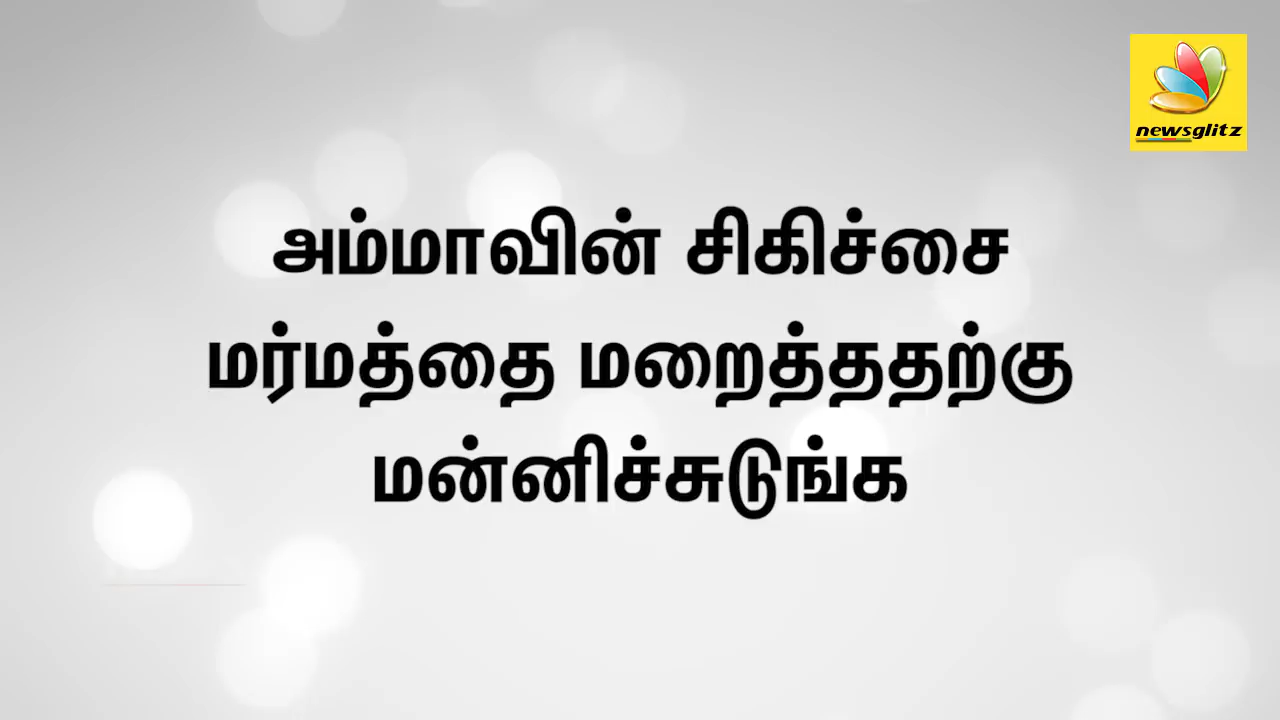 newsglitz
அம்மாவின் சிகிச்சை
மர்மத்தை மறைத்ததற்கு
மன்னிச்சுடுங்க